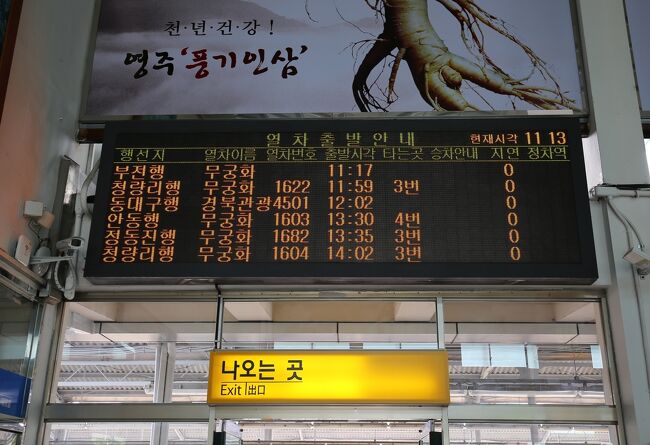 천·년·건·강!
영주 '풍기인삼'
열차출발안내 현재시각 11 13
행선지 열차이름 열차번호 출발시각 타는곳 승차안내 지연 정차역
부전행 무궁화 11:17 0
청량리행 무궁화 1622 11:59 3번 0
동대구행 경북관광 4501 12:02 0
안동행 무궁화 1603 13:30 4번 0
정동진행 무궁화 1682 13:35 3번 0
청량리행 무궁화 1604 14:02 3번 0
나오는 곳
Exit | 出口